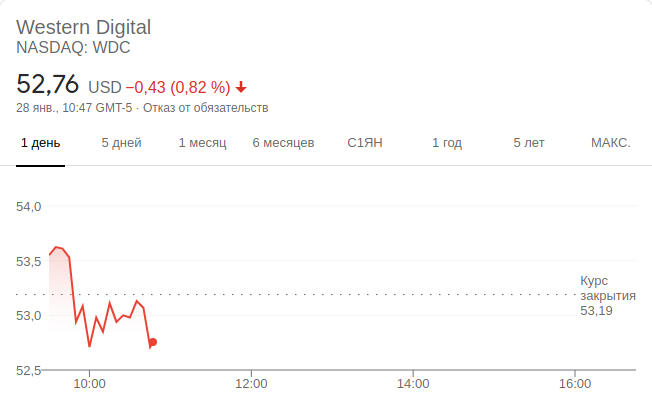 Western Digital
NASDAQ: WDC
52,76 USD −0,43 (0,82 %)
28 янв., 10:47 GMT-5 · Отказ от обязательств
1 день 5 дней 1 месяц 6 месяцев С1ЯН 1 год 5 лет МАКС.
54,0
53,5
Курс
закрытия
53,19
53,0
52,5
10:00 12:00 14:00 16:00